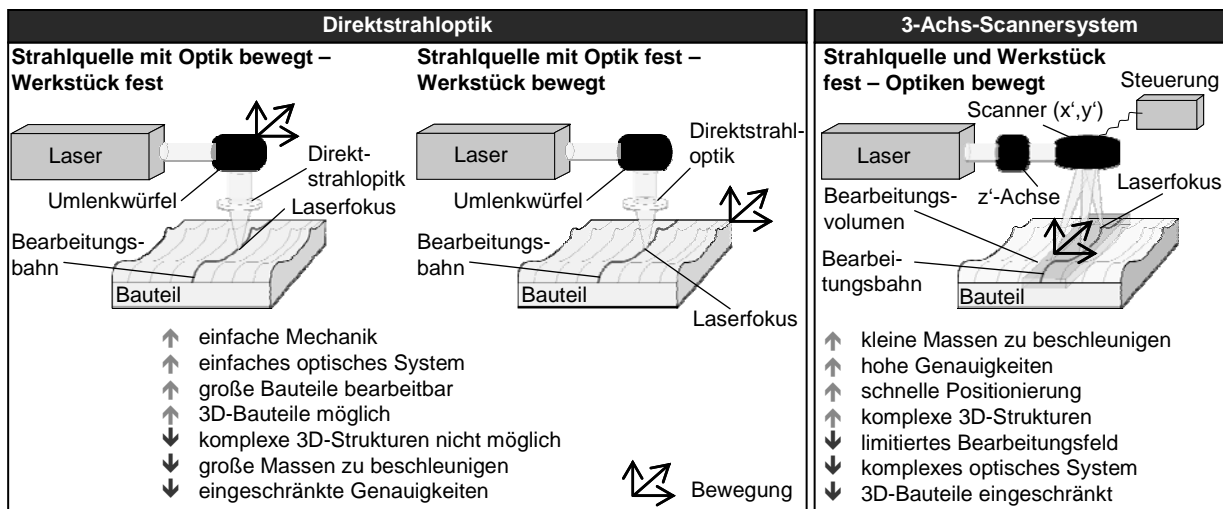 Direktstrahloptik
Strahlquelle mit Optik bewegt –
Werkstück fest
Laser
Umlenkwürfel
Direkt-
strahlopitk
Laserfokus
Bearbeitungs-
bahn
Bauteil
Strahlquelle mit Optik fest –
Werkstück bewegt
Laser
Umlenkwürfel
Direktstrahl-
optik
Bearbeitungs-
bahn
Bauteil
Laserfokus
einfache Mechanik
einfaches optisches System
große Bauteile bearbeitbar
3D-Bauteile möglich
komplexe 3D-Strukturen nicht möglich
große Massen zu beschleunigen
eingeschränkte Genauigkeiten
Bewegung
3-Achs-Scannersystem
Strahlquelle und Werkstück
fest – Optiken bewegt
Steuerung
Scanner (x‘,y‘)
Laser
Laserfokus
z‘-Achse
Bearbeitungs-
volumen
Bearbei-
tungsbahn
Bauteil
kleine Massen zu beschleunigen
hohe Genauigkeiten
schnelle Positionierung
komplexe 3D-Strukturen
limitiertes Bearbeitungsfeld
komplexes optisches System
3D-Bauteile eingeschränkt